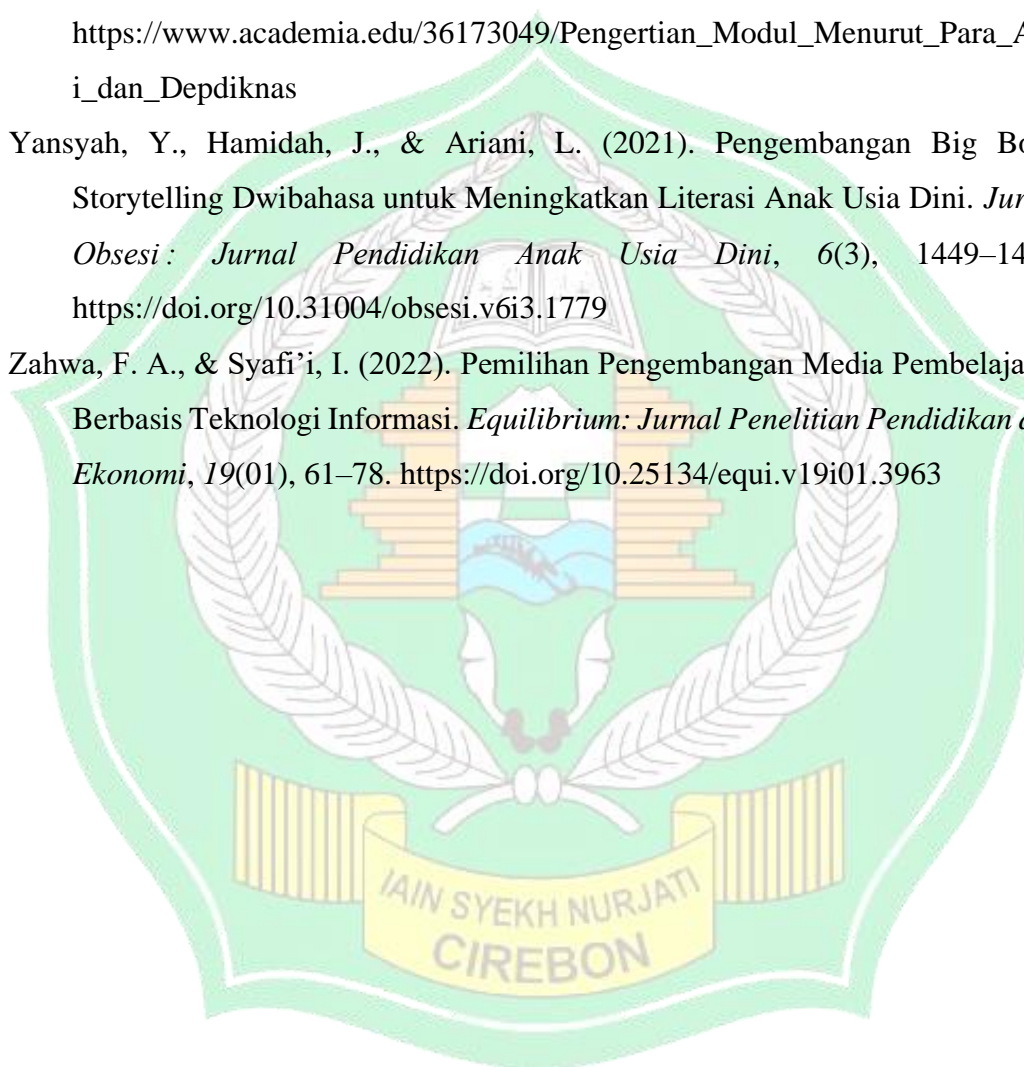 https://www.academia.edu/36173049/Pengertian_Modul_Menurut_Para_A
i_dan_Depdiknas
Yansyah, Y., Hamidah, J., & Ariani, L. (2021). Pengembangan Big Bo
Storytelling Dwibahasa untuk Meningkatkan Literasi Anak Usia Dini. Jur
Obsesi : Jurnal Pendidikan Anak Usia Dini, 6(3), 1449–14
https://doi.org/10.31004/obsesi.v6i3.1779
Zahwa, F. A., & Syafi’i, I. (2022). Pemilihan Pengembangan Media Pembelaja
Berbasis Teknologi Informasi. Equilibrium: Jurnal Penelitian Pendidikan
Ekonomi, 19(01), 61–78. https://doi.org/10.25134/equi.v19i01.3963
IAIN SYEKH NURJATI
CIREBON